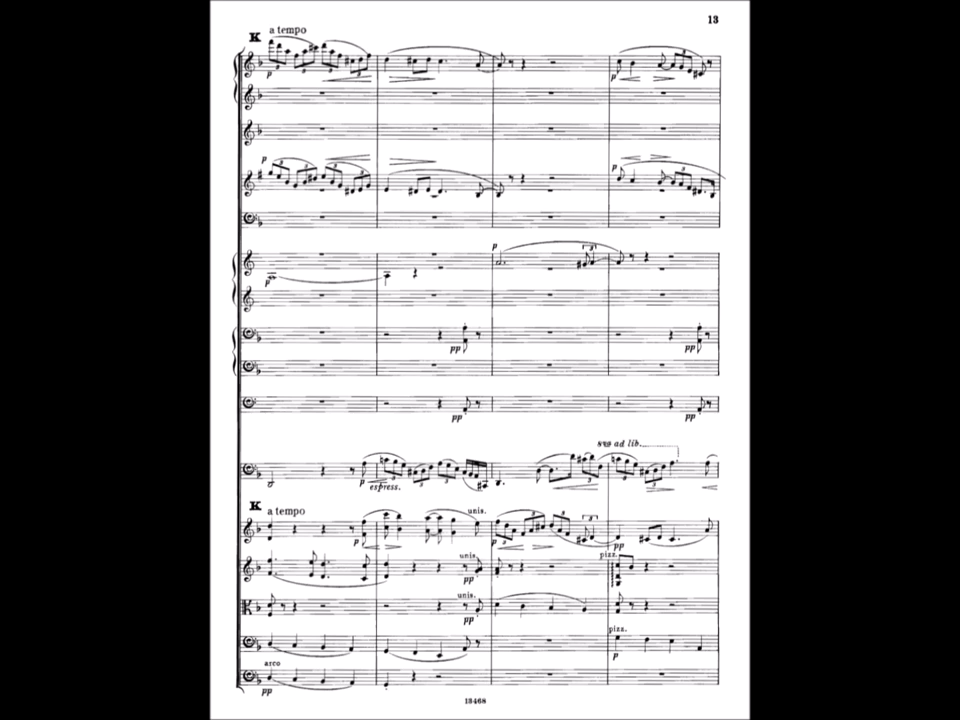 13
K a tempo
p
p
p
p
p
p
pp
pp
pp
pp
8va ad lib.
p espress.
K a tempo
unis.
p
p
pp
unis.
pizz.
pp
unis.
pp
pizz.
p
arco
pp
13468